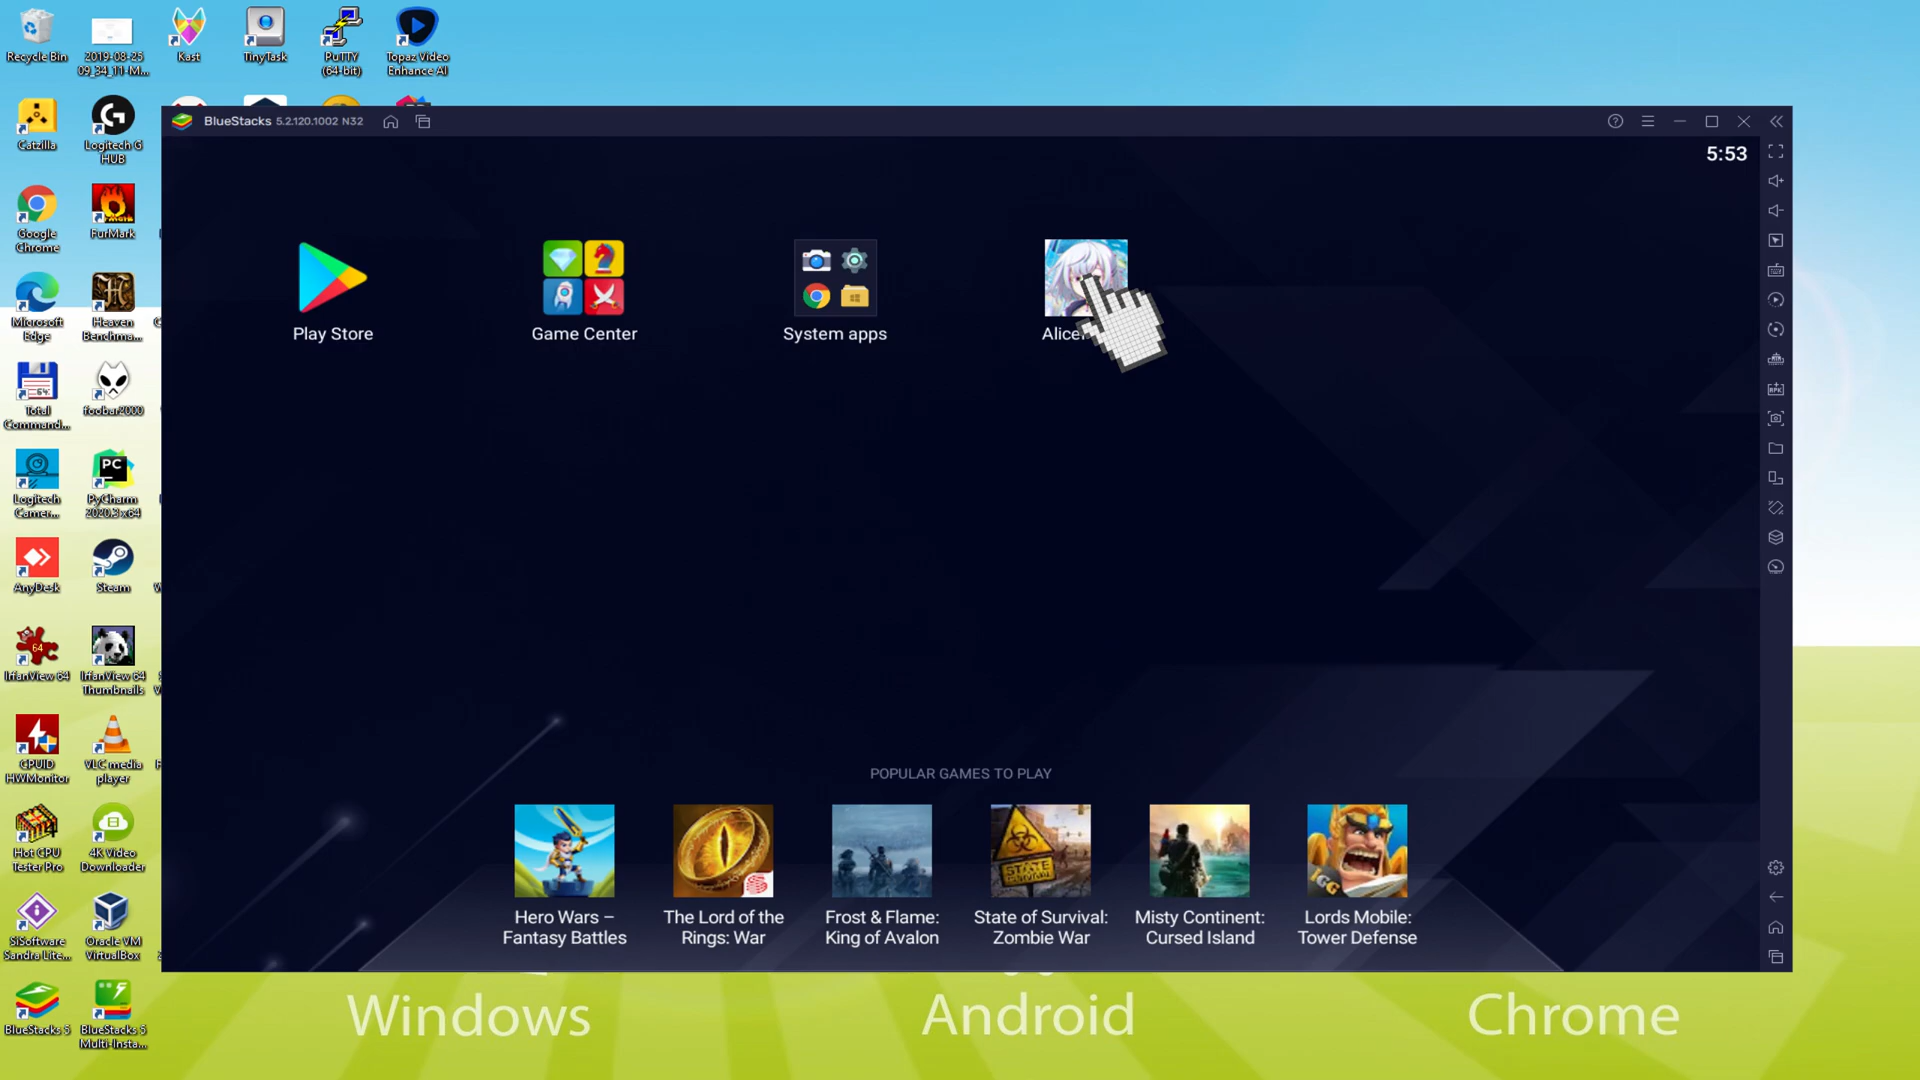 Recycle Bin
2019-08-25
09_34_11-M...
Kast
TinyTask
PuTTY
(64-bit)
Topaz Video
Enhance AI
Catzilla
Logitech G
HUB
Google
Chrome
FurMark
Microsoft
Edge
Heaven
Benchma...
Total
Command...
foobar2000
Logitech
Camer...
PyCharm
2020.3 x64
AnyDesk
Steam
IrfanView 64
IrfanView 64
Thumbnails
CPUID
HWMonitor
VLC media
player
Hot CPU
Tester Pro
4K Video
Downloader
SiSoftware
Sandra Lite...
Oracle VM
VirtualBox
BlueStacks 5
BlueStacks 5
Multi-Insta...
BlueStacks 5.2.120.1002 N32
5:53
Play Store
Game Center
System apps
POPULAR GAMES TO PLAY
Hero Wars –
Fantasy Battles
The Lord of the
Rings: War
Frost & Flame:
King of Avalon
State of Survival:
Zombie War
Misty Continent:
Cursed Island
Lords Mobile:
Tower Defense
Windows
Android
Chrome